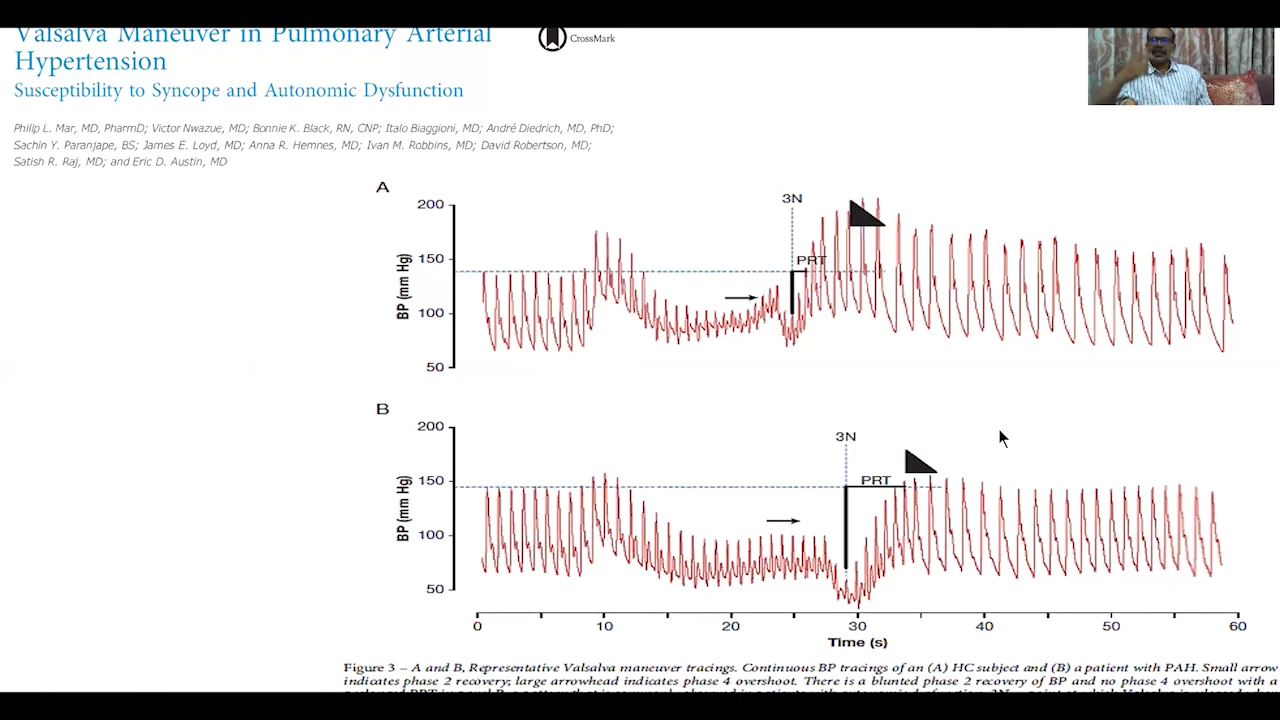 Valsalva Maneuver in Pulmonary Arterial
Hypertension
CrossMark
Susceptibility to Syncope and Autonomic Dysfunction
Philip L. Mar, MD, PharmD; Victor Nwazue, MD; Bonnie K. Black, RN, CNP; Italo Biaggioni, MD; André Diedrich, MD, PhD;
Sachin Y. Paranjape, BS; James E. Loyd, MD; Anna R. Hemnes, MD; Ivan M. Robbins, MD; David Robertson, MD;
Satish R. Raj, MD; and Eric D. Austin, MD
A
3N
200
PRT
150
BP (mm Hg)
100
50
B
3N
200
PRT
150
BP (mm Hg)
100
50
0 10 20 30 40 50 60
Time (s)
Figure 3 – A and B, Representative Valsalva maneuver tracings. Continuous BP tracings of an (A) HC subject and (B) a patient with PAH. Small arrow
indicates phase 2 recovery; large arrowhead indicates phase 4 overshoot. There is a blunted phase 2 recovery of BP and no phase 4 overshoot with a